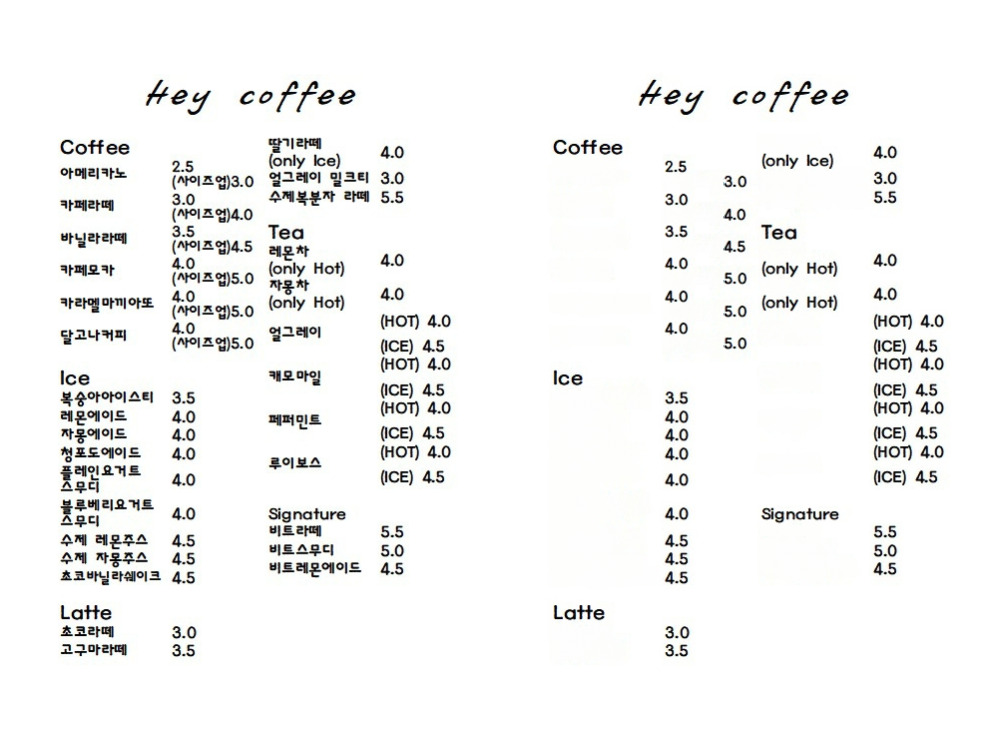 Hey coffee
Coffee
아메리카노 2.5
(사이즈업)3.0
카페라떼 3.0
(사이즈업)4.0
바닐라라떼 3.5
(사이즈업)4.5
카페모카 4.0
(사이즈업)5.0
카라멜마끼아또 4.0
(사이즈업)5.0
달고나커피 4.0
(사이즈업)5.0
Ice
복숭아아이스티 3.5
레몬에이드 4.0
자몽에이드 4.0
청포도에이드 4.0
플레인요거트
스무디 4.0
블루베리요거트
스무디 4.0
수제 레몬주스 4.5
수제 자몽주스 4.5
초코바닐라쉐이크 4.5
Latte
초코라떼 3.0
고구마라떼 3.5
딸기라떼
(only Ice) 4.0
얼그레이 밀크티 3.0
수제복분자 라떼 5.5
Tea
레몬차
(only Hot) 4.0
자몽차
(only Hot) 4.0
얼그레이 (HOT) 4.0
(ICE) 4.5
캐모마일 (HOT) 4.0
(ICE) 4.5
페퍼민트 (HOT) 4.0
(ICE) 4.5
루이보스 (HOT) 4.0
(ICE) 4.5
Signature
비트라떼 5.5
비트스무디 5.0
비트레몬에이드 4.5
Hey coffee
Coffee
2.5
3.0
3.0
4.0
3.5
4.5
4.0
5.0
4.0
5.0
4.0
5.0
Ice
3.5
4.0
4.0
4.0
4.0
4.0
4.5
4.5
4.5
Latte
3.0
3.5
(only Ice) 4.0
3.0
5.5
Tea
(only Hot) 4.0
(only Hot) 4.0
(HOT) 4.0
(ICE) 4.5
(HOT) 4.0
(ICE) 4.5
(HOT) 4.0
(ICE) 4.5
(HOT) 4.0
(ICE) 4.5
Signature
5.5
5.0
4.5